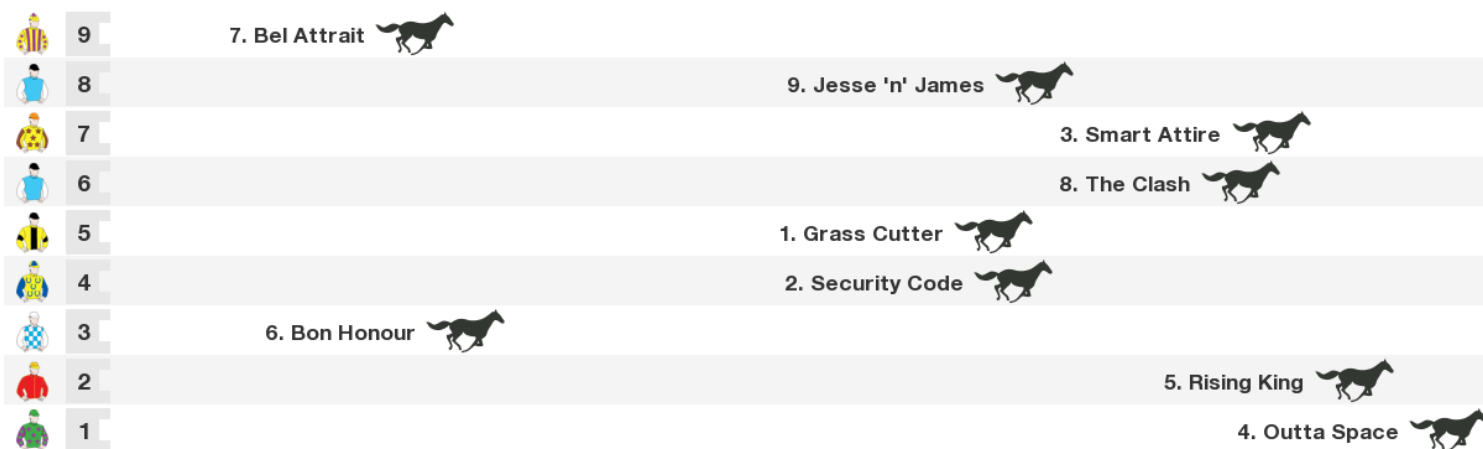 9 7. Bel Attrait
8 9. Jesse 'n' James
7 3. Smart Attire
6 8. The Clash
5 1. Grass Cutter
4 2. Security Code
3 6. Bon Honour
2 5. Rising King
1 4. Outta Space